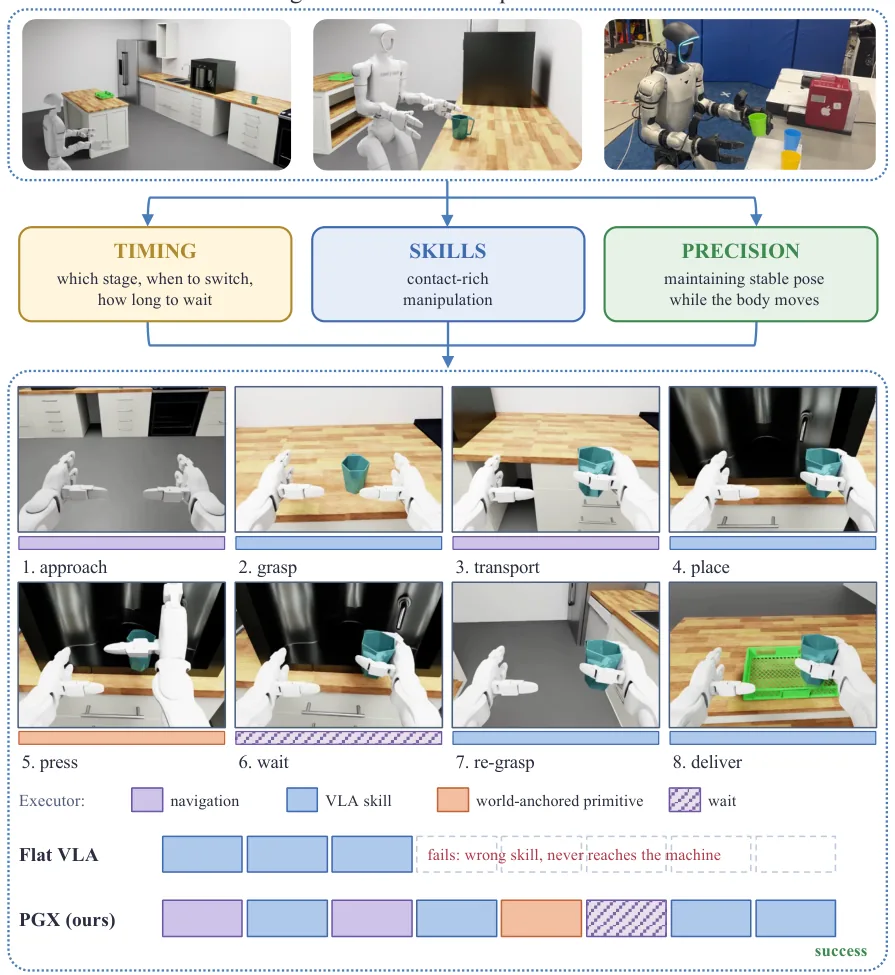 TIMING
which stage, when to switch,
how long to wait
SKILLS
contact-rich
manipulation
PRECISION
maintaining stable pose
while the body moves
1. approach
2. grasp
3. transport
4. place
5. press
6. wait
7. re-grasp
8. deliver
Executor:
navigation
VLA skill
world-anchored primitive
wait
Flat VLA
fails: wrong skill, never reaches the machine
PGX (ours)
success